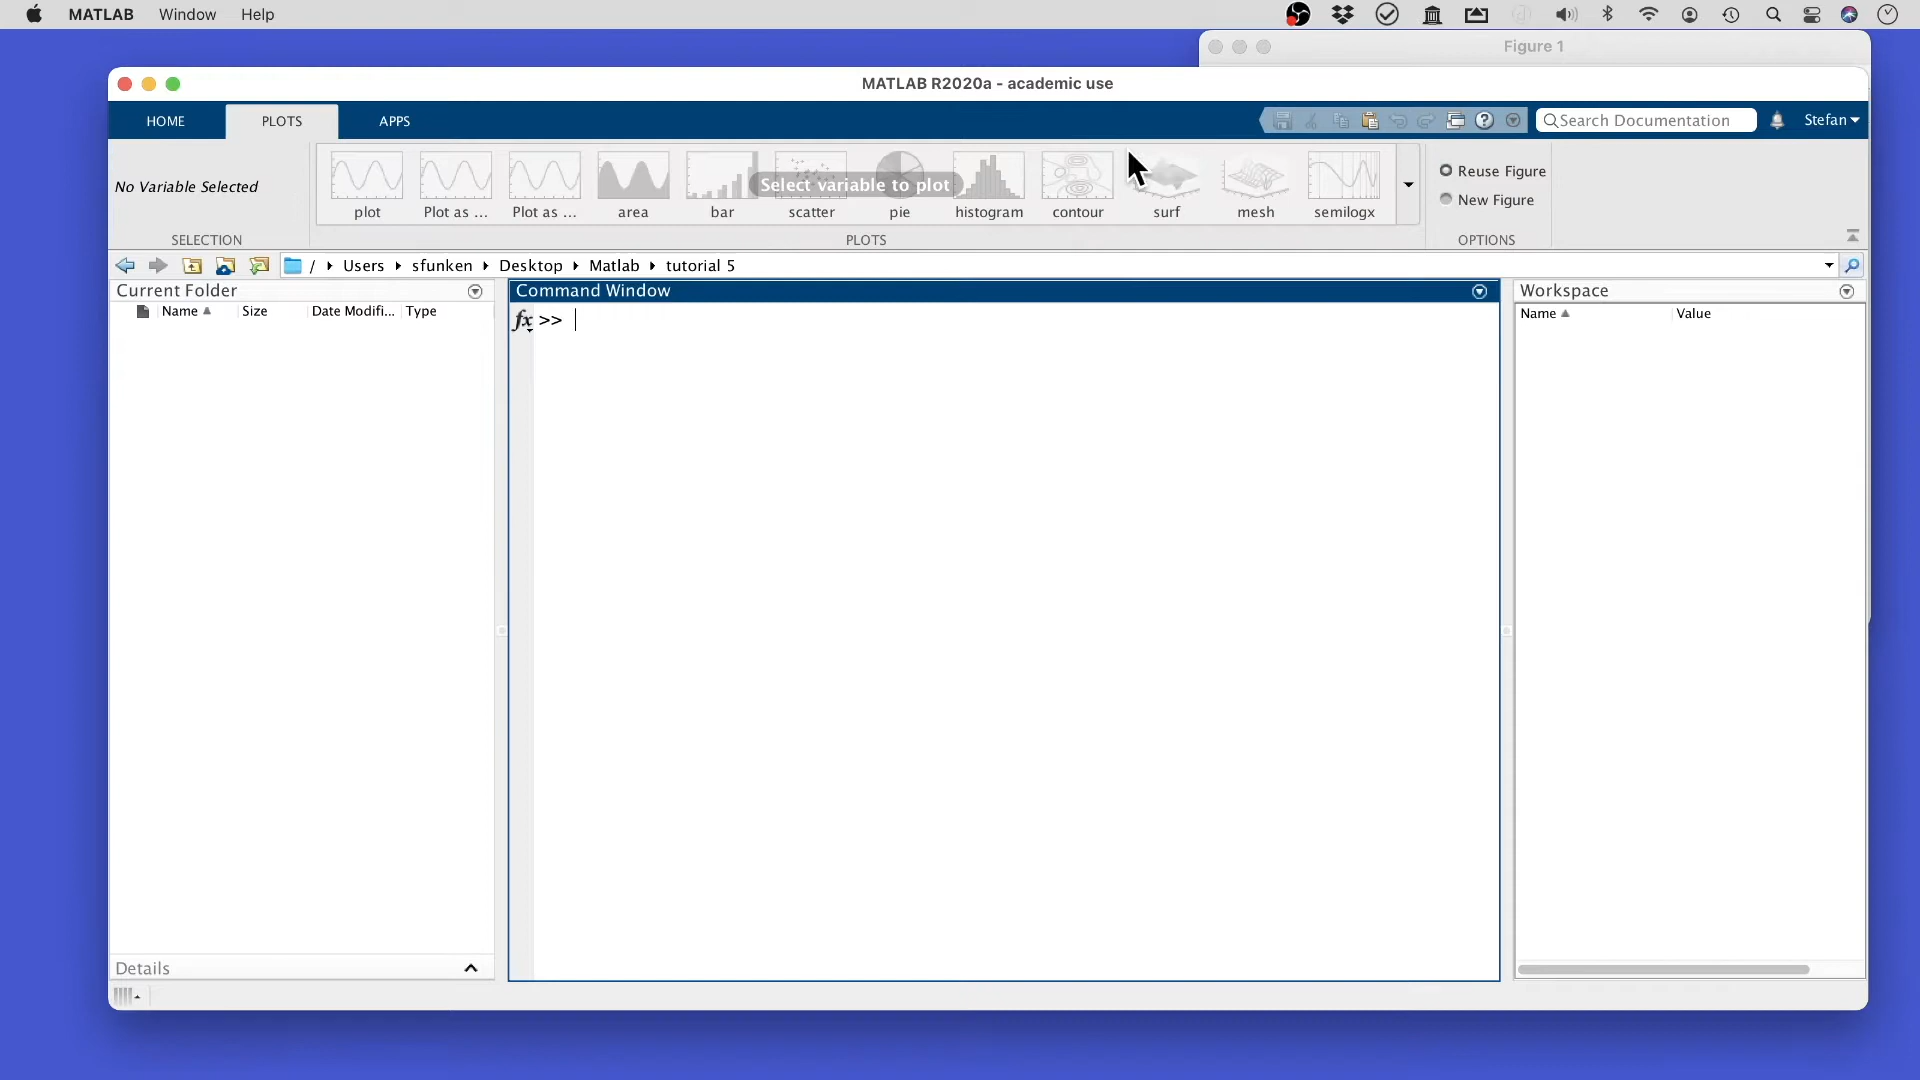 MATLAB Window Help
Figure 1
MATLAB R2020a - academic use
HOME PLOTS APPS
Search Documentation Stefan
No Variable Selected
Select variable to plot
plot Plot as ... Plot as ... area bar scatter pie histogram contour surf mesh semilogx
Reuse Figure
New Figure
SELECTION PLOTS OPTIONS
/ Users sfunken Desktop Matlab tutorial 5
Current Folder
Name Size Date Modifi... Type
Command Window
fx >>
Workspace
Name Value
Details